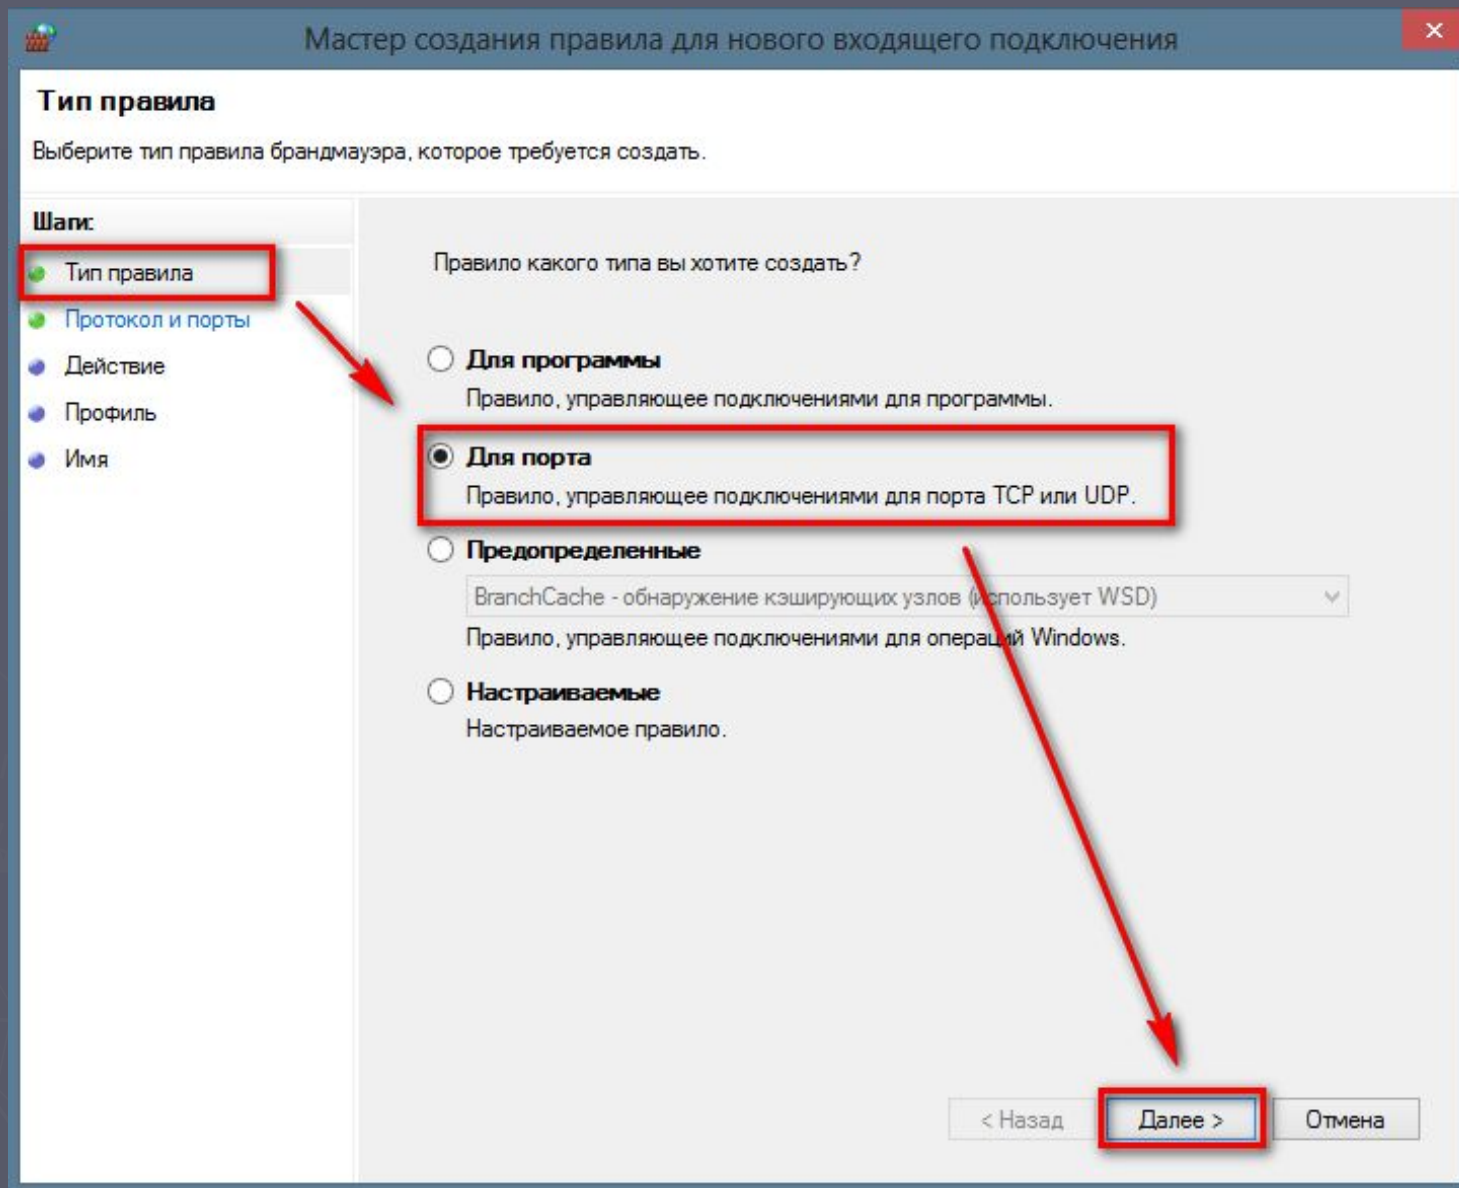 Мастер создания правила для нового входящего подключения
Тип правила
Выберите тип правила брандмауэра, которое требуется создать.
Шаги:
Тип правила
Протокол и порты
Действие
Профиль
Имя
Правило какого типа вы хотите создать?
Для программы
Правило, управляющее подключениями для программы.
Для порта
Правило, управляющее подключениями для порта TCP или UDP.
Предопределенные
BranchCache - обнаружение кэширующих узлов (использует WSD)
Правило, управляющее подключениями для операций Windows.
Настраиваемые
Настраиваемое правило.
< Назад
Далее >
Отмена